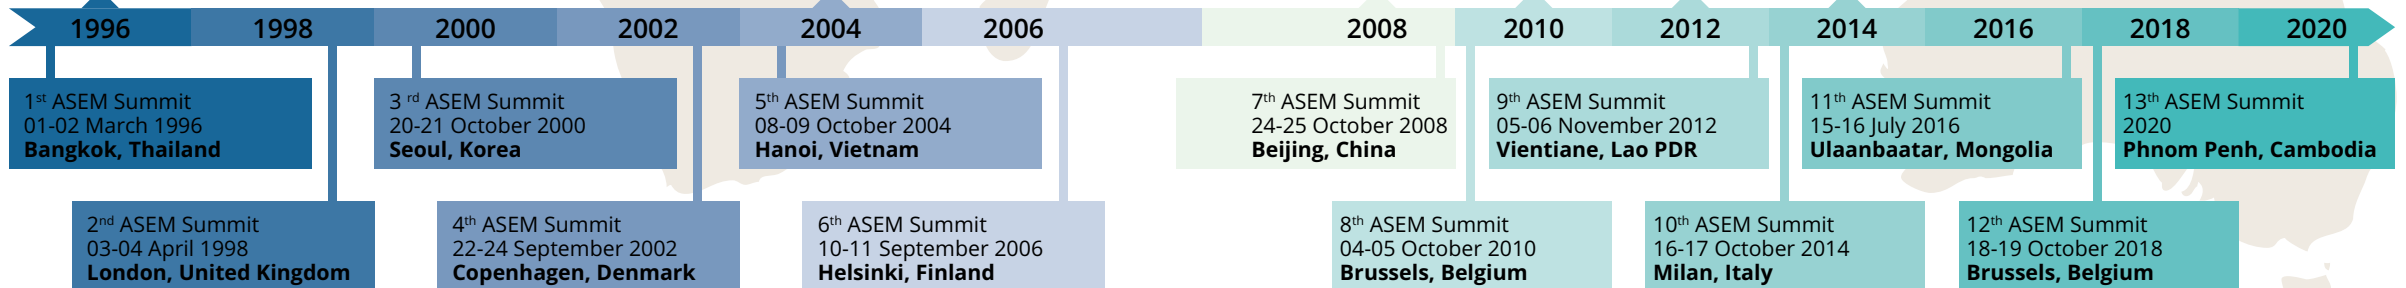 1996 1998 2000 2002 2004 2006 2008 2010 2012 2014 2016 2018 2020
1st ASEM Summit
01-02 March 1996
Bangkok, Thailand
3 rd ASEM Summit
20-21 October 2000
Seoul, Korea
5th ASEM Summit
08-09 October 2004
Hanoi, Vietnam
7th ASEM Summit
24-25 October 2008
Beijing, China
9th ASEM Summit
05-06 November 2012
Vientiane, Lao PDR
11th ASEM Summit
15-16 July 2016
Ulaanbaatar, Mongolia
13th ASEM Summit
2020
Phnom Penh, Cambodia
2nd ASEM Summit
03-04 April 1998
London, United Kingdom
4th ASEM Summit
22-24 September 2002
Copenhagen, Denmark
6th ASEM Summit
10-11 September 2006
Helsinki, Finland
8th ASEM Summit
04-05 October 2010
Brussels, Belgium
10th ASEM Summit
16-17 October 2014
Milan, Italy
12th ASEM Summit
18-19 October 2018
Brussels, Belgium